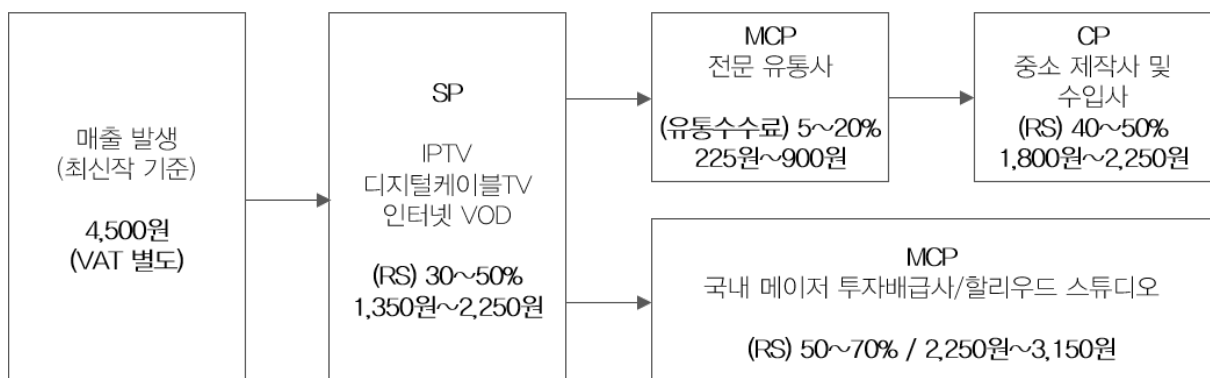 매출 발생
(최신작 기준)
4,500원
(VAT 별도)
SP
IPTV
디지털케이블TV
인터넷 VOD
(RS) 30~50%
1,350원~2,250원
MCP
전문 유통사
(유통수수료) 5~20%
225원~900원
CP
중소 제작사 및
수입사
(RS) 40~50%
1,800원~2,250원
MCP
국내 메이저 투자배급사/할리우드 스튜디오
(RS) 50~70% / 2,250원~3,150원